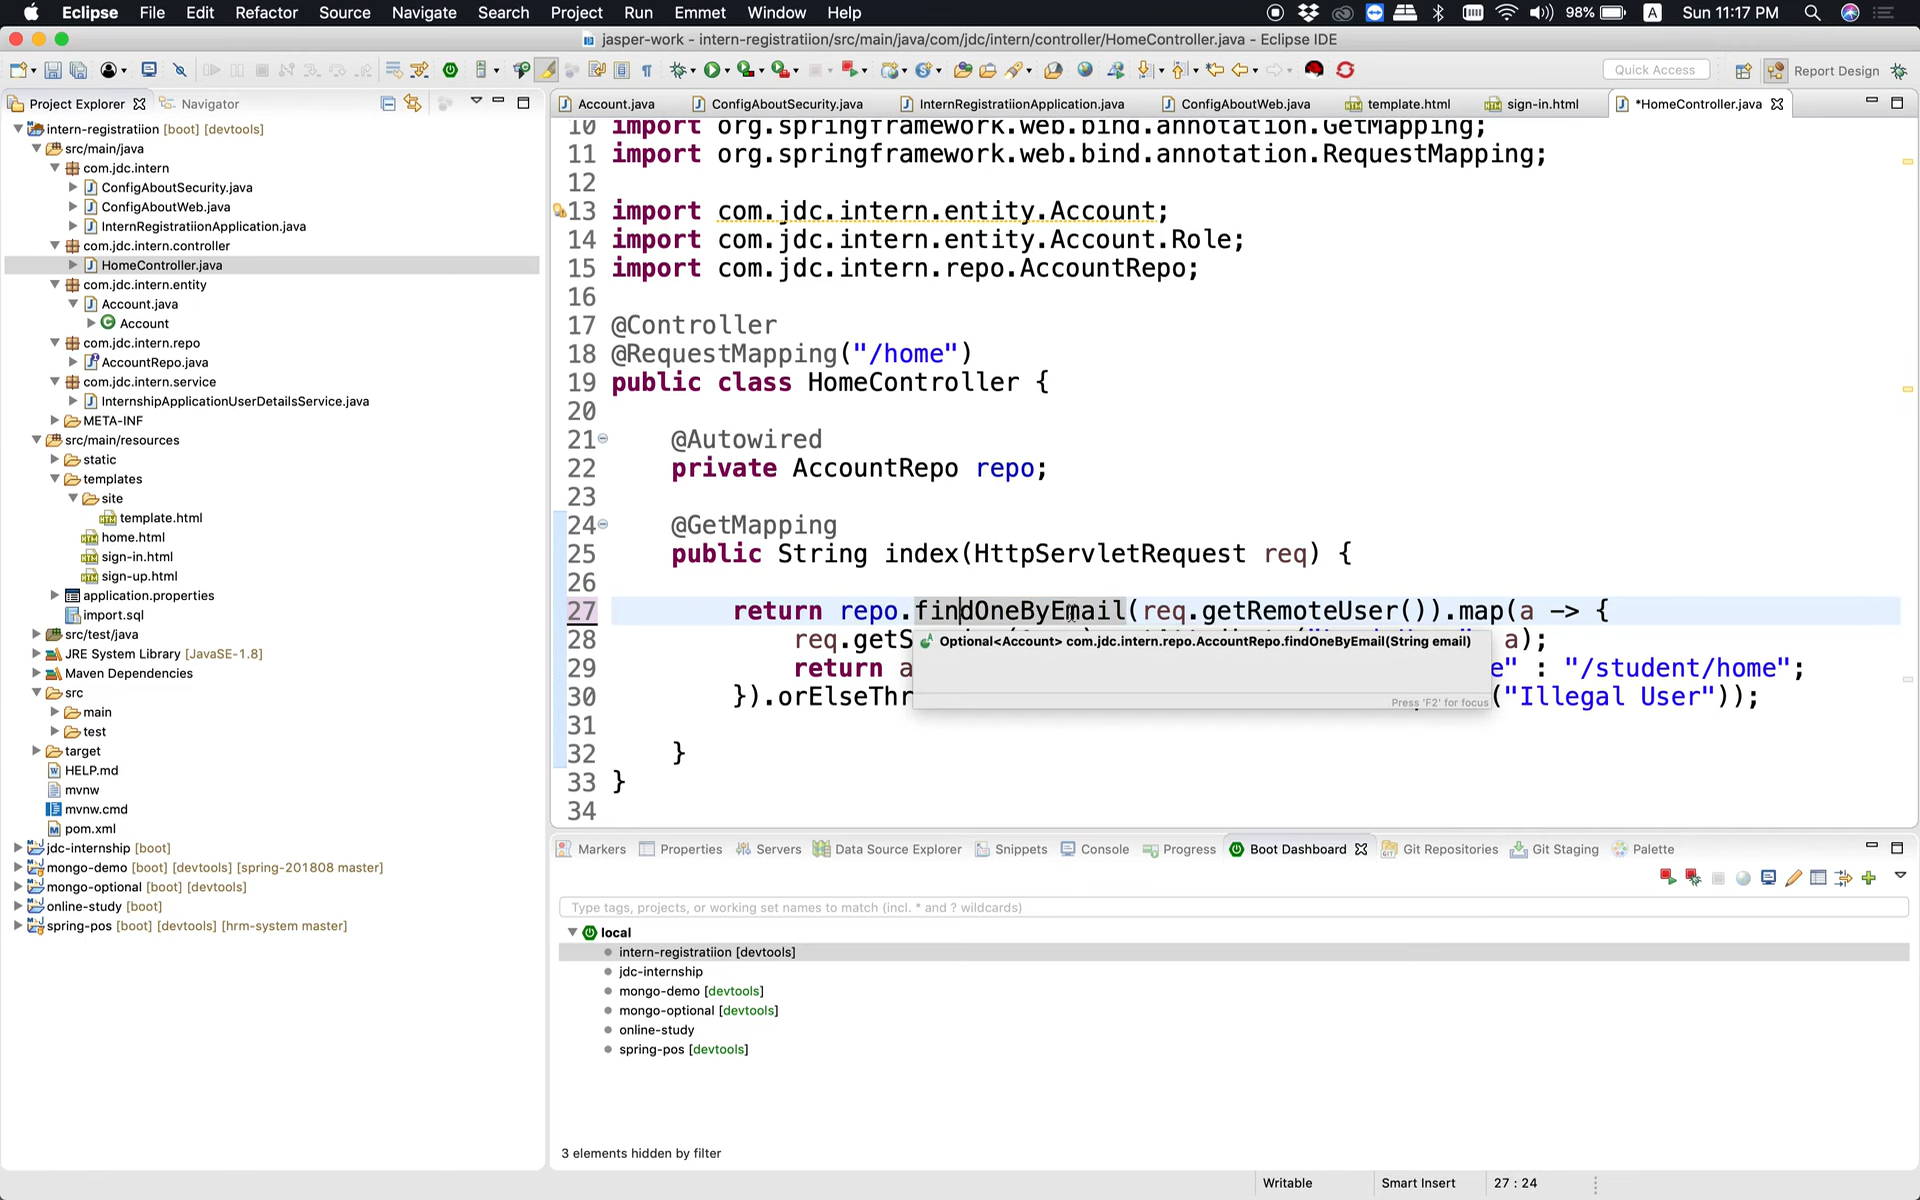 Eclipse File Edit Refactor Source Navigate Search Project Run Emmet Window Help 98% A Sun 11:17 PM
jasper-work - intern-registratiion/src/main/java/com/jdc/intern/controller/HomeController.java - Eclipse IDE
Quick Access Report Design
Project Explorer Navigator
intern-registratiion [boot] [devtools]
src/main/java
com.jdc.intern
ConfigAboutSecurity.java
ConfigAboutWeb.java
InternRegistratiionApplication.java
com.jdc.intern.controller
HomeController.java
com.jdc.intern.entity
Account.java
Account
com.jdc.intern.repo
AccountRepo.java
com.jdc.intern.service
InternshipApplicationUserDetailsService.java
META-INF
src/main/resources
static
templates
site
template.html
home.html
sign-in.html
sign-up.html
application.properties
import.sql
src/test/java
JRE System Library [JavaSE-1.8]
Maven Dependencies
src
main
test
target
HELP.md
mvnw
mvnw.cmd
pom.xml
jdc-internship [boot]
mongo-demo [boot] [devtools] [spring-201808 master]
mongo-optional [boot] [devtools]
online-study [boot]
spring-pos [boot] [devtools] [hrm-system master]
Account.java ConfigAboutSecurity.java InternRegistratiionApplication.java ConfigAboutWeb.java template.html sign-in.html *HomeController.java
10 import org.springframework.web.bind.annotation.GetMapping;
11 import org.springframework.web.bind.annotation.RequestMapping;
12
13 import com.jdc.intern.entity.Account;
14 import com.jdc.intern.entity.Account.Role;
15 import com.jdc.intern.repo.AccountRepo;
16
17 @Controller
18 @RequestMapping("/home")
19 public class HomeController {
20
21 @Autowired
22 private AccountRepo repo;
23
24 @GetMapping
25 public String index(HttpServletRequest req) {
26
27 return repo.findOneByEmail(req.getRemoteUser()).map(a -> {
28 req.getS a);
Optional<Account> com.jdc.intern.repo.AccountRepo.findOneByEmail(String email)
29 return a e" : "/student/home";
30 }).orElseThr ("Illegal User"));
Press 'F2' for focus
31
32 }
33 }
34
Markers Properties Servers Data Source Explorer Snippets Console Progress Boot Dashboard Git Repositories Git Staging Palette
Type tags, projects, or working set names to match (incl. * and ? wildcards)
local
intern-registratiion [devtools]
jdc-internship
mongo-demo [devtools]
mongo-optional [devtools]
online-study
spring-pos [devtools]
3 elements hidden by filter
Writable Smart Insert 27 : 24